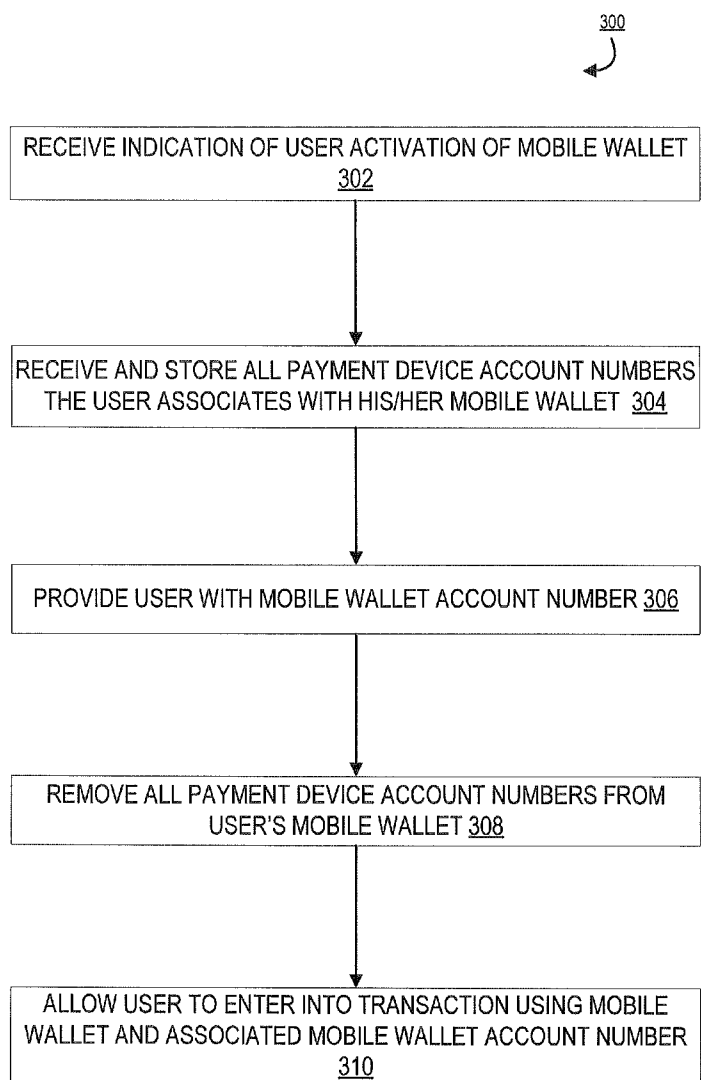 300
RECEIVE INDICATION OF USER ACTIVATION OF MOBILE WALLET
302
RECEIVE AND STORE ALL PAYMENT DEVICE ACCOUNT NUMBERS
THE USER ASSOCIATES WITH HIS/HER MOBILE WALLET 304
PROVIDE USER WITH MOBILE WALLET ACCOUNT NUMBER 306
REMOVE ALL PAYMENT DEVICE ACCOUNT NUMBERS FROM
USER'S MOBILE WALLET 308
ALLOW USER TO ENTER INTO TRANSACTION USING MOBILE
WALLET AND ASSOCIATED MOBILE WALLET ACCOUNT NUMBER
310